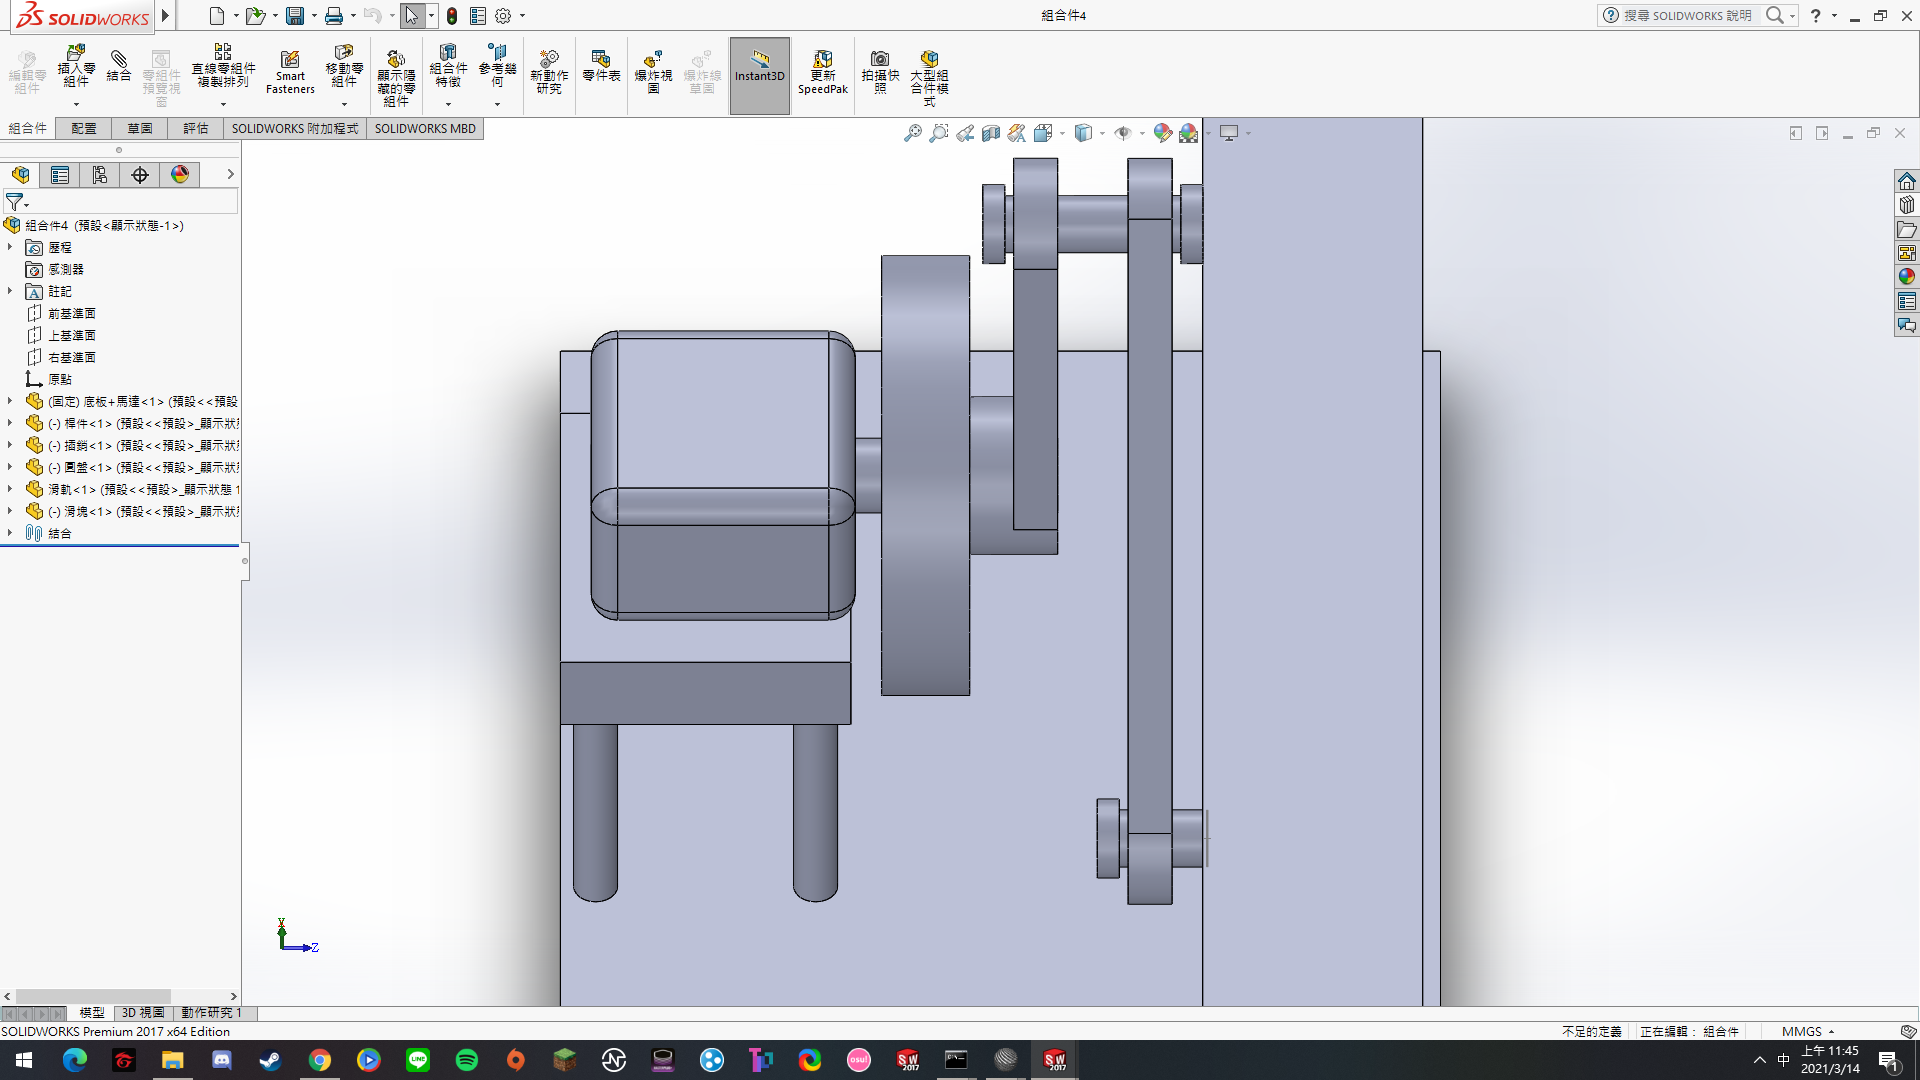 SOLIDWORKS
組合件4
搜尋 SOLIDWORKS 說明
編輯零組件
插入零組件
結合
零組件預覽視窗
直線零組件複製排列
Smart Fasteners
移動零組件
顯示隱藏的零組件
組合件特徵
參考幾何
新動作研究
零件表
爆炸視圖
爆炸線草圖
Instant3D
更新 SpeedPak
拍攝快照
大型組合件模式
組合件
配置
草圖
評估
SOLIDWORKS 附加程式
SOLIDWORKS MBD
組合件4 (預設<顯示狀態-1>)
歷程
感測器
註記
前基準面
上基準面
右基準面
原點
(固定) 底板+馬達<1> (預設<<預設
(-) 桿件<1> (預設<<預設>_顯示狀
(-) 插銷<1> (預設<<預設>_顯示狀
(-) 圓盤<1> (預設<<預設>_顯示狀
滑軌<1> (預設<<預設>_顯示狀態 1
(-) 滑塊<1> (預設<<預設>_顯示狀
結合
Y
Z
模型
3D 視圖
動作研究 1
SOLIDWORKS Premium 2017 x64 Edition
不足的定義
正在編輯： 組合件
MMGS
LINE
osu!
SW 2017
SW 2017
中
上午 11:45
2021/3/14
1